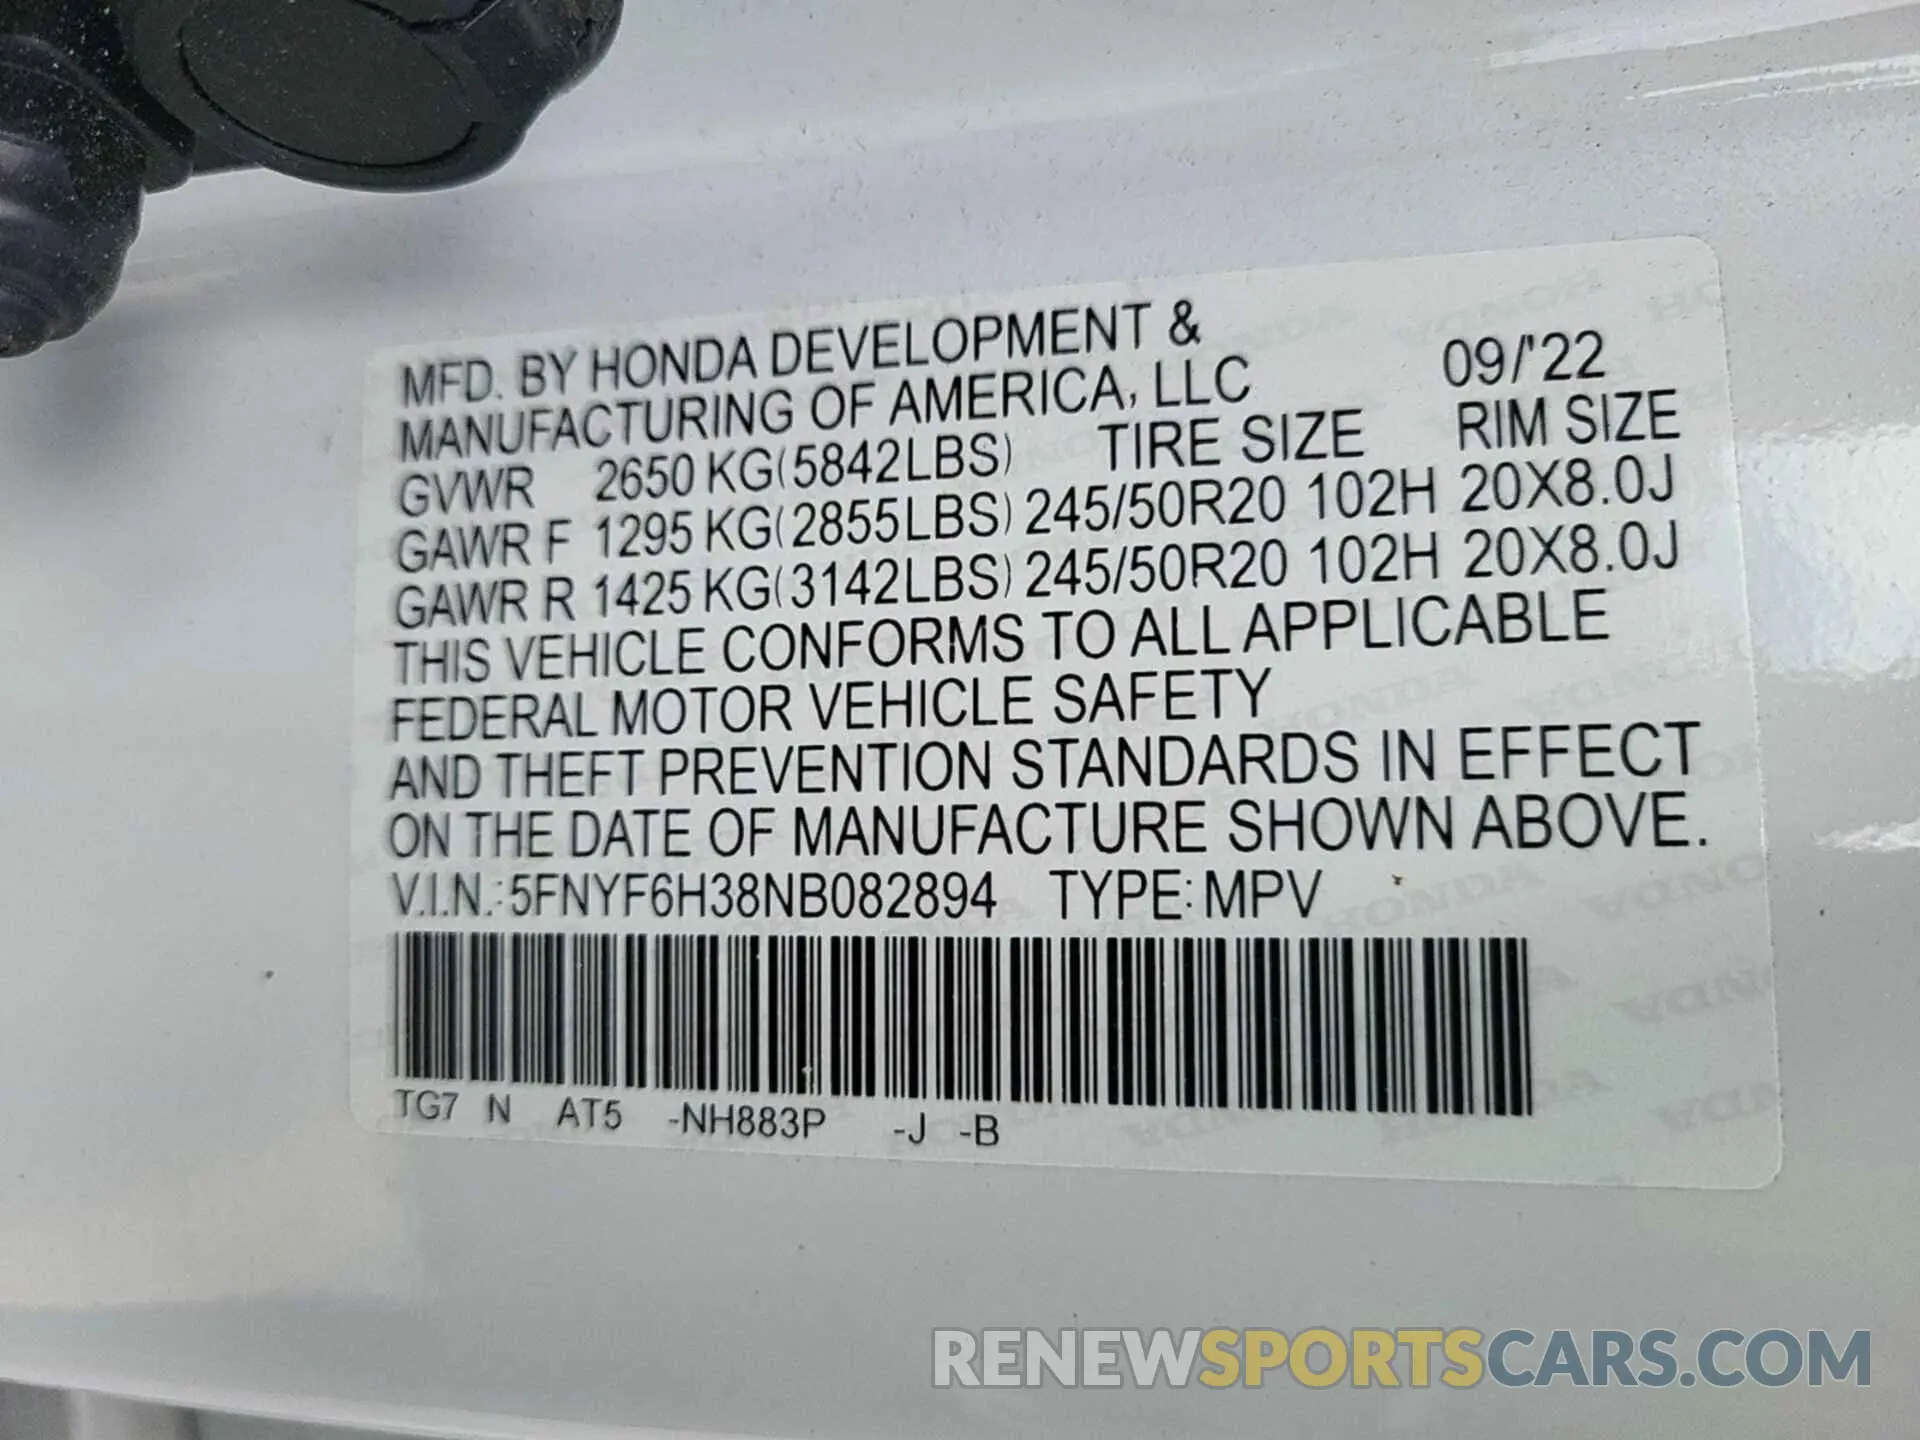 MFD. BY HONDA DEVELOPMENT &
MANUFACTURING OF AMERICA, LLC 09/'22
GVWR 2650 KG(5842LBS) TIRE SIZE RIM SIZE
GAWR F 1295 KG(2855LBS) 245/50R20 102H 20X8.0J
GAWR R 1425 KG(3142LBS) 245/50R20 102H 20X8.0J
THIS VEHICLE CONFORMS TO ALL APPLICABLE
FEDERAL MOTOR VEHICLE SAFETY
AND THEFT PREVENTION STANDARDS IN EFFECT
ON THE DATE OF MANUFACTURE SHOWN ABOVE.
V.I.N.:5FNYF6H38NB082894 TYPE:MPV
TG7 N AT5 -NH883P -J -B
RENEWSPORTSCARS.COM